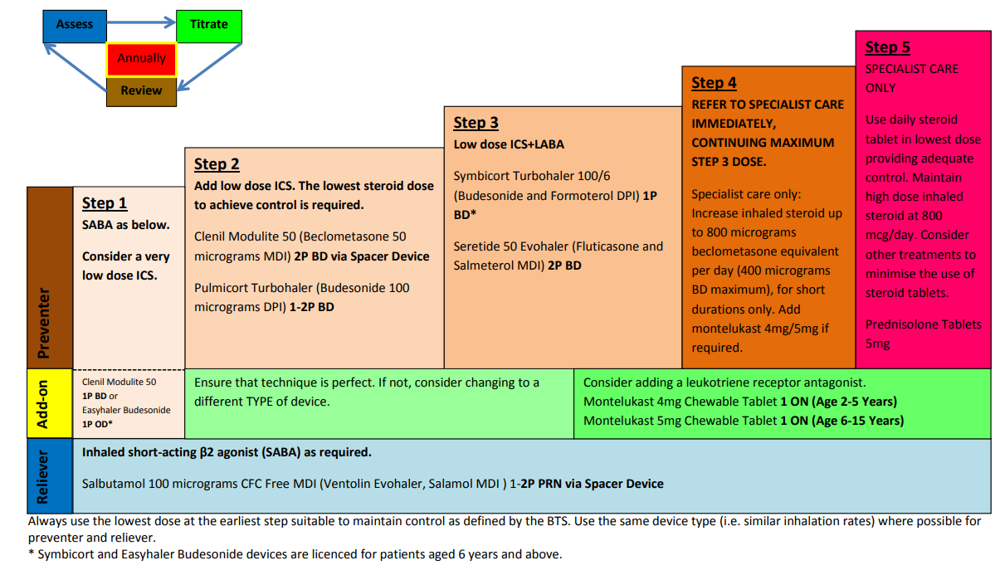 Assess
Titrate
Annually
Review
Step 1
SABA as below.
Consider a very
low dose ICS.
Step 2
Add low dose ICS. The lowest steroid dose
to achieve control is required.
Clenil Modulite 50 (Beclometasone 50
micrograms MDI) 2P BD via Spacer Device
Pulmicort Turbohaler (Budesonide 100
micrograms DPI) 1-2P BD
Step 3
Low dose ICS+LABA
Symbicort Turbohaler 100/6
(Budesonide and Formoterol DPI) 1P
BD*
Seretide 50 Evohaler (Fluticasone and
Salmeterol MDI) 2P BD
Step 4
REFER TO SPECIALIST CARE
IMMEDIATELY,
CONTINUING MAXIMUM
STEP 3 DOSE.
Specialist care only:
Increase inhaled steroid up
to 800 micrograms
beclometasone equivalent
per day (400 micrograms
BD maximum), for short
durations only. Add
montelukast 4mg/5mg if
required.
Step 5
SPECIALIST CARE
ONLY
Use daily steroid
tablet in lowest dose
providing adequate
control. Maintain
high dose inhaled
steroid at 800
mcg/day. Consider
other treatments to
minimise the use of
steroid tablets.
Prednisolone Tablets
5mg
Preventer
Add-on
Clenil Modulite 50
1P BD or
Easyhaler Budesonide
1P OD*
Ensure that technique is perfect. If not, consider changing to a
different TYPE of device.
Consider adding a leukotriene receptor antagonist.
Montelukast 4mg Chewable Tablet 1 ON (Age 2-5 Years)
Montelukast 5mg Chewable Tablet 1 ON (Age 6-15 Years)
Reliever
Inhaled short-acting β2 agonist (SABA) as required.
Salbutamol 100 micrograms CFC Free MDI (Ventolin Evohaler, Salamol MDI ) 1-2P PRN via Spacer Device
Always use the lowest dose at the earliest step suitable to maintain control as defined by the BTS. Use the same device type (i.e. similar inhalation rates) where possible for
preventer and reliever.
* Symbicort and Easyhaler Budesonide devices are licenced for patients aged 6 years and above.